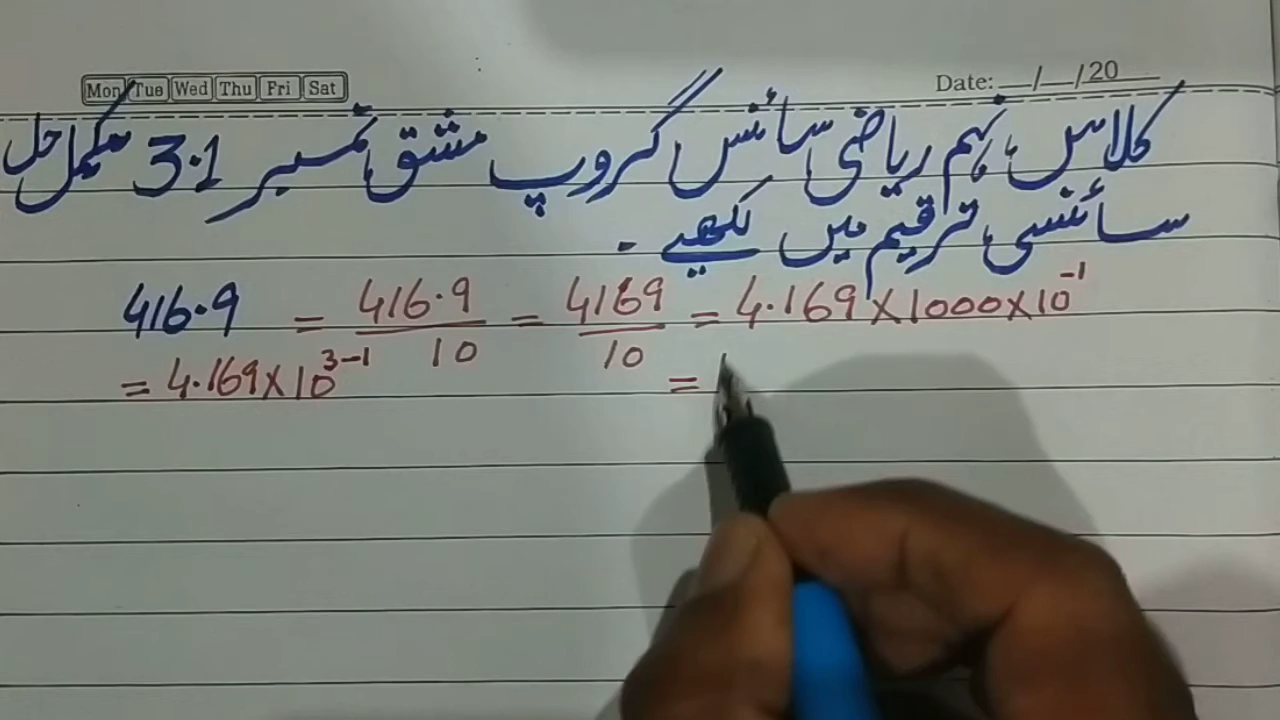 Mon Tue Wed Thu Fri Sat
Date: __/__/20____
کلاس نہم ریاضی سائنس گروپ مشق نمبر 3.1 مکمل حل
سائنسی ترقیم میں لکھیے۔
416.9 = 416.9/10 = 4169/10 = 4.169×1000×10⁻¹
= 4.169×10³⁻¹ =